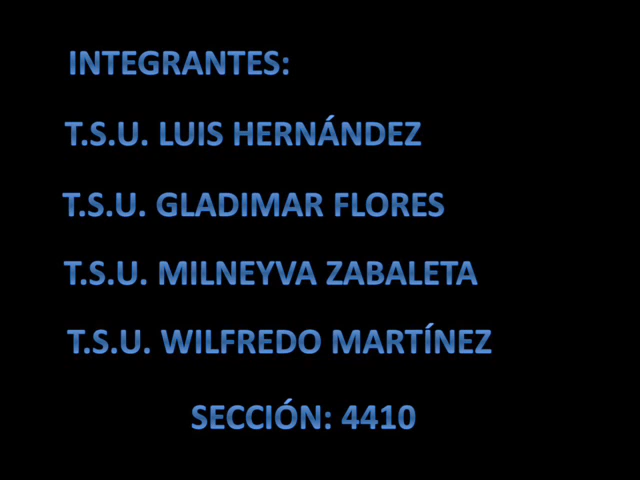 INTEGRANTES:
T.S.U. LUIS HERNÁNDEZ
T.S.U. GLADIMAR FLORES
T.S.U. MILNEYVA ZABALETA
T.S.U. WILFREDO MARTÍNEZ
SECCIÓN: 4410